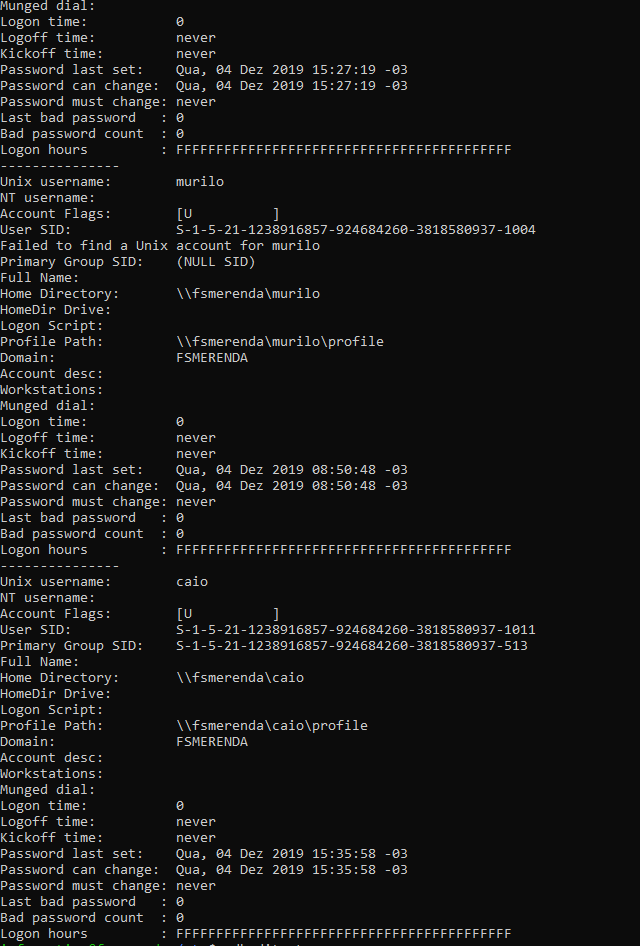 Munged dial:
Logon time:           0
Logoff time:          never
Kickoff time:         never
Password last set:    Qua, 04 Dez 2019 15:27:19 -03
Password can change:  Qua, 04 Dez 2019 15:27:19 -03
Password must change: never
Last bad password   : 0
Bad password count  : 0
Logon hours         : FFFFFFFFFFFFFFFFFFFFFFFFFFFFFFFFFFFFFFFFFF
---------------
Unix username:        murilo
NT username:
Account Flags:        [U          ]
User SID:             S-1-5-21-1238916857-924684260-3818580937-1004
Failed to find a Unix account for murilo
Primary Group SID:    (NULL SID)
Full Name:
Home Directory:       \\fsmerenda\murilo
HomeDir Drive:
Logon Script:
Profile Path:         \\fsmerenda\murilo\profile
Domain:               FSMERENDA
Account desc:
Workstations:
Munged dial:
Logon time:           0
Logoff time:          never
Kickoff time:         never
Password last set:    Qua, 04 Dez 2019 08:50:48 -03
Password can change:  Qua, 04 Dez 2019 08:50:48 -03
Password must change: never
Last bad password   : 0
Bad password count  : 0
Logon hours         : FFFFFFFFFFFFFFFFFFFFFFFFFFFFFFFFFFFFFFFFFF
---------------
Unix username:        caio
NT username:
Account Flags:        [U          ]
User SID:             S-1-5-21-1238916857-924684260-3818580937-1011
Primary Group SID:    S-1-5-21-1238916857-924684260-3818580937-513
Full Name:
Home Directory:       \\fsmerenda\caio
HomeDir Drive:
Logon Script:
Profile Path:         \\fsmerenda\caio\profile
Domain:               FSMERENDA
Account desc:
Workstations:
Munged dial:
Logon time:           0
Logoff time:          never
Kickoff time:         never
Password last set:    Qua, 04 Dez 2019 15:35:58 -03
Password can change:  Qua, 04 Dez 2019 15:35:58 -03
Password must change: never
Last bad password   : 0
Bad password count  : 0
Logon hours         : FFFFFFFFFFFFFFFFFFFFFFFFFFFFFFFFFFFFFFFFFF